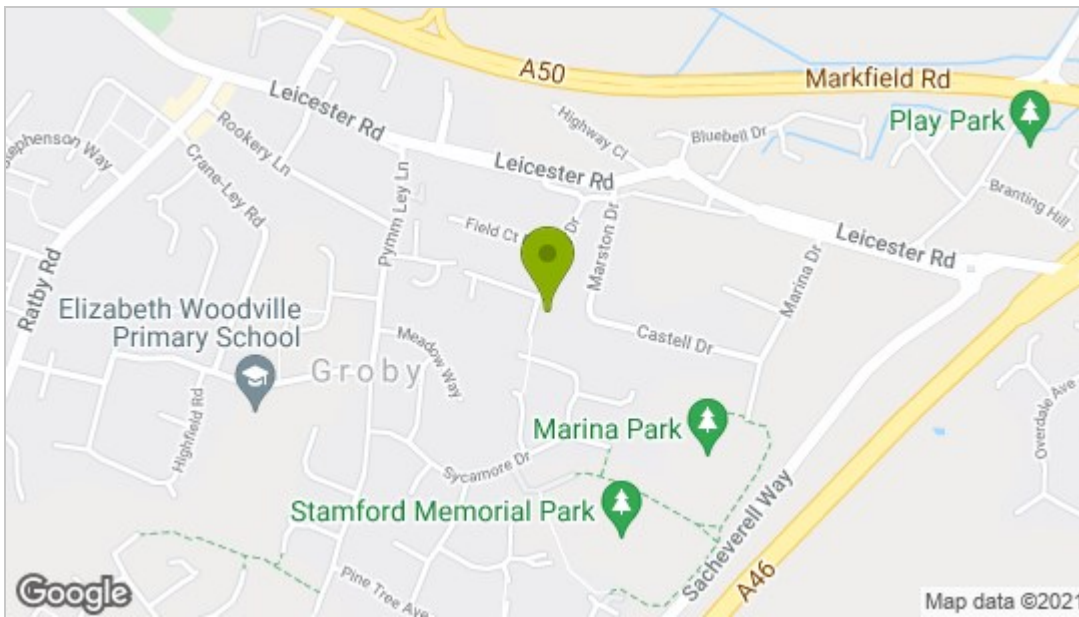 A50
Markfield Rd
Leicester Rd
Play Park
Highway Cl
Bluebell Dr
Rookery Ln
Stephenson Way
Crane-Ley Rd
Pymm Ley Ln
Leicester Rd
Branting Hill
Field Ct
Dr
Marston Dr
Leicester Rd
Marina Dr
Ratby Rd
Elizabeth Woodville
Primary School
Castell Dr
Meadow Way
Groby
Highfield Rd
Overdale Ave
Marina Park
Sycamore Dr
Stamford Memorial Park
Sacheverell Way
A46
Pine Tree Ave
Google
Map data ©2021